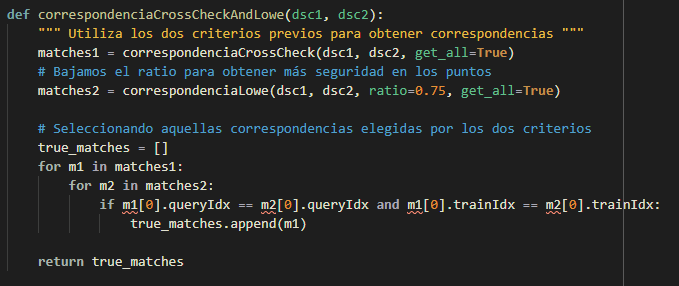 def correspondenciaCrossCheckAndLowe(dsc1, dsc2):
    """ Utiliza los dos criterios previos para obtener correspondencias """
    matches1 = correspondenciaCrossCheck(dsc1, dsc2, get_all=True)
    # Bajamos el ratio para obtener más seguridad en los puntos
    matches2 = correspondenciaLowe(dsc1, dsc2, ratio=0.75, get_all=True)

    # Seleccionando aquellas correspondencias elegidas por los dos criterios
    true_matches = []
    for m1 in matches1:
        for m2 in matches2:
            if m1[0].queryIdx == m2[0].queryIdx and m1[0].trainIdx == m2[0].trainIdx:
                true_matches.append(m1)

    return true_matches